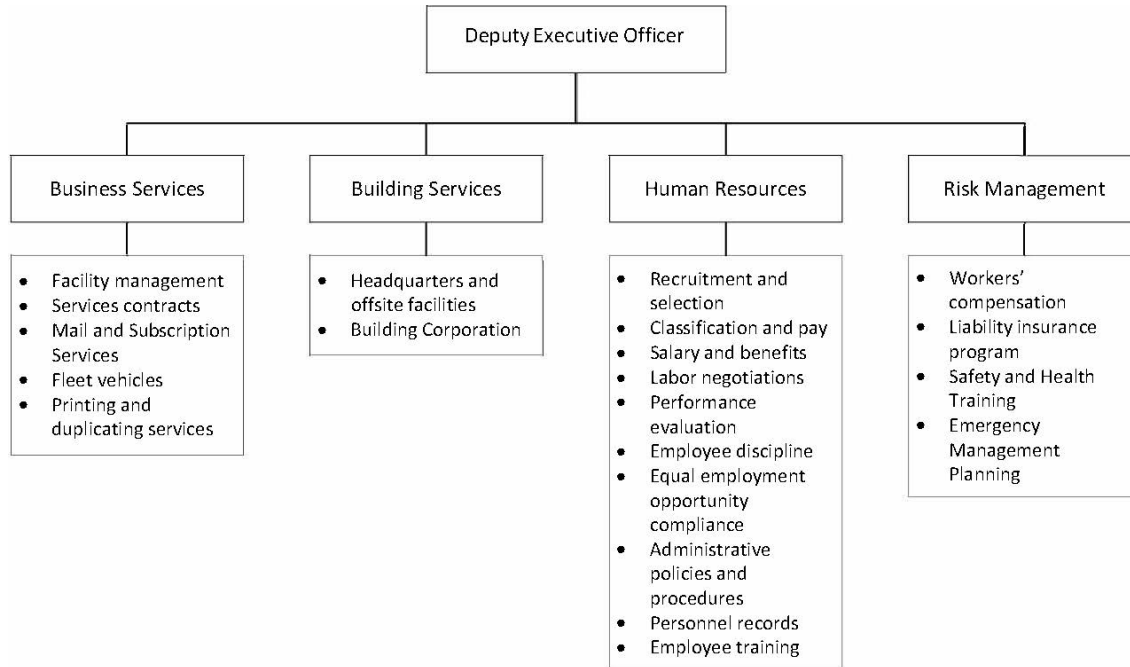 Deputy Executive Officer
Business Services
Building Services
Human Resources
Risk Management
• Facility management
• Services contracts
• Mail and Subscription
Services
• Fleet vehicles
• Printing and
duplicating services
• Headquarters and
offsite facilities
• Building Corporation
• Recruitment and
selection
• Classification and pay
• Salary and benefits
• Labor negotiations
• Performance
evaluation
• Employee discipline
• Equal employment
opportunity
compliance
• Administrative
policies and
procedures
• Personnel records
• Employee training
• Workers’
compensation
• Liability insurance
program
• Safety and Health
Training
• Emergency
Management
Planning